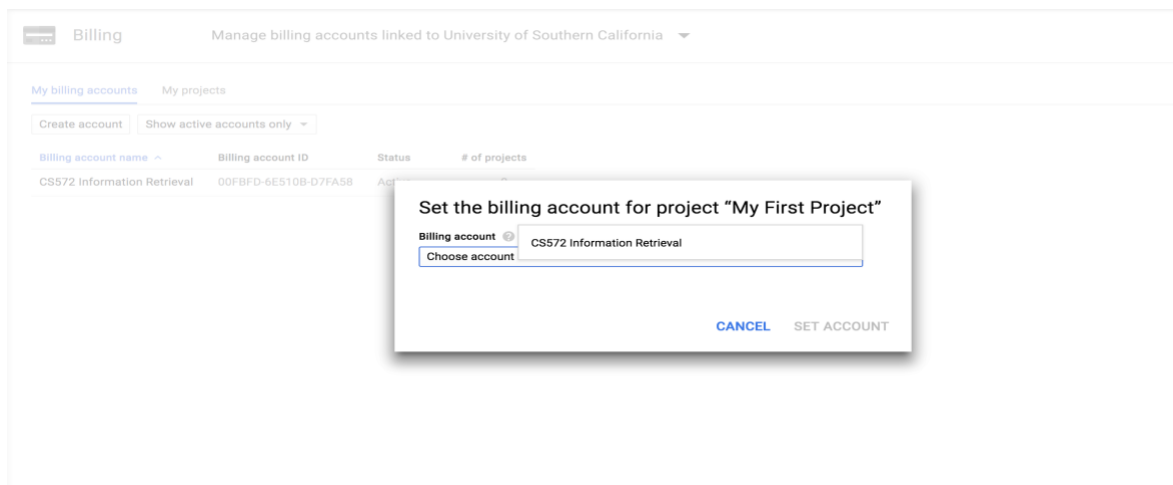 Billing
Manage billing accounts linked to University of Southern California
My billing accounts My projects
Create account Show active accounts only
Billing account name Billing account ID Status # of projects
CS572 Information Retrieval 00FBFD-6E510B-D7FA5B
Set the billing account for project “My First Project”
Billing account
CS572 Information Retrieval
Choose account
CANCEL SET ACCOUNT